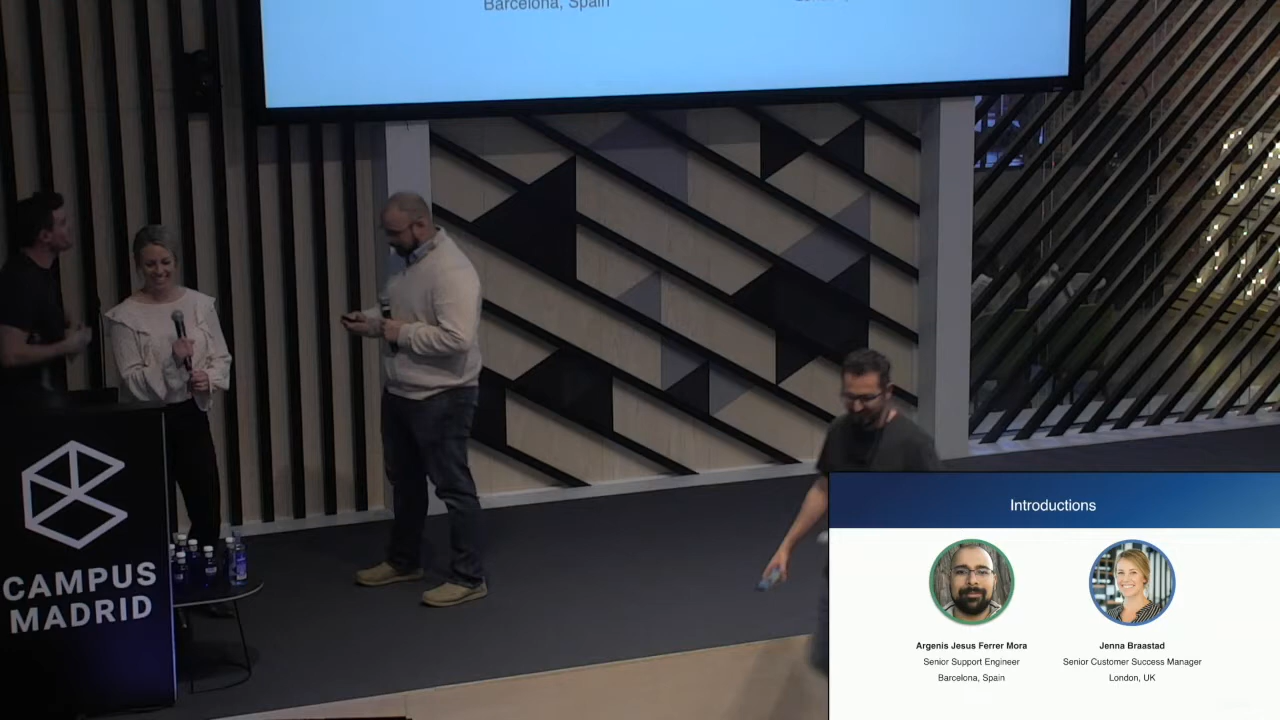 Barcelona, Spain
CAMPUS
MADRID
Introductions
Argenis Jesus Ferrer Mora
Senior Support Engineer
Barcelona, Spain
Jenna Braastad
Senior Customer Success Manager
London, UK